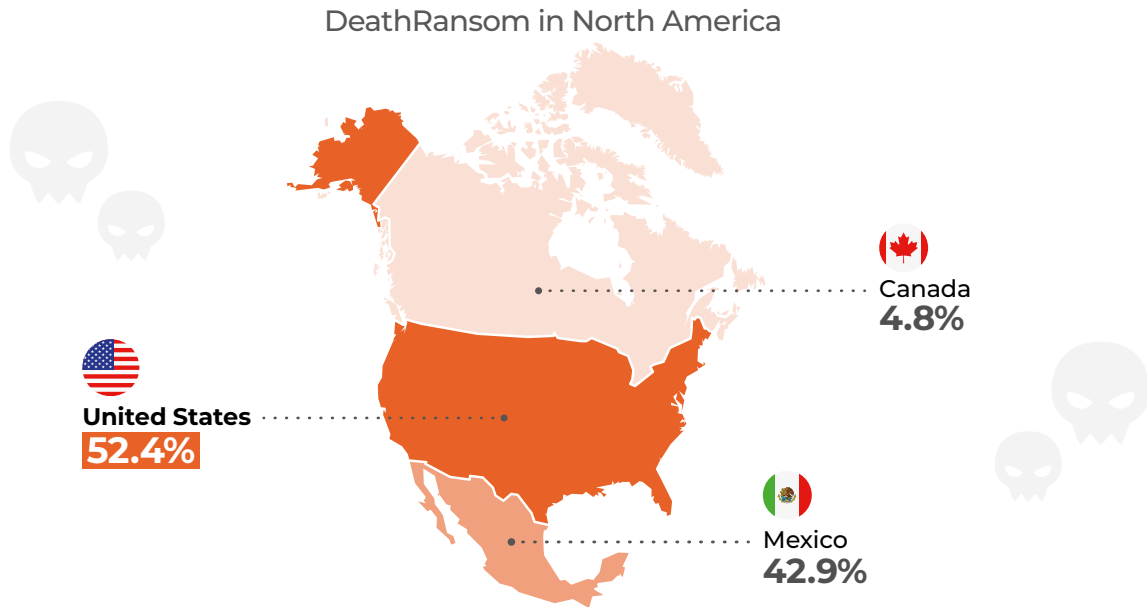 DeathRansom in North America
Canada
4.8%
United States
52.4%
Mexico
42.9%